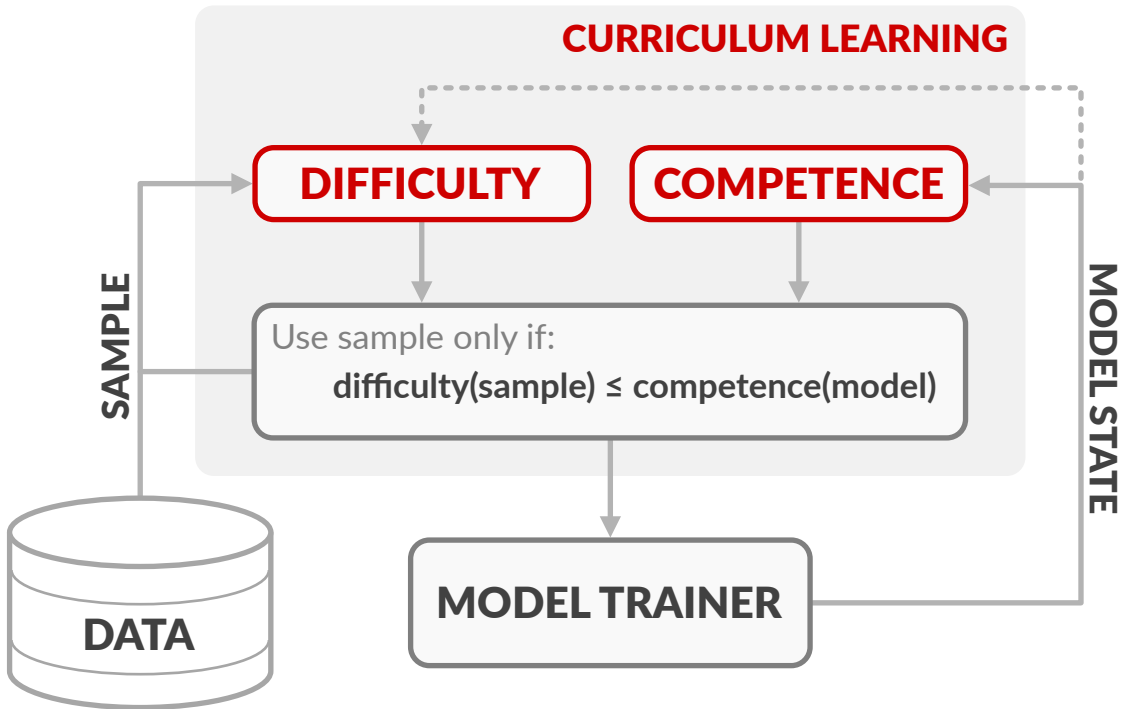 CURRICULUM LEARNING
DIFFICULTY
COMPETENCE
SAMPLE
Use sample only if:
difficulty(sample) ≤ competence(model)
MODEL STATE
MODEL TRAINER
DATA